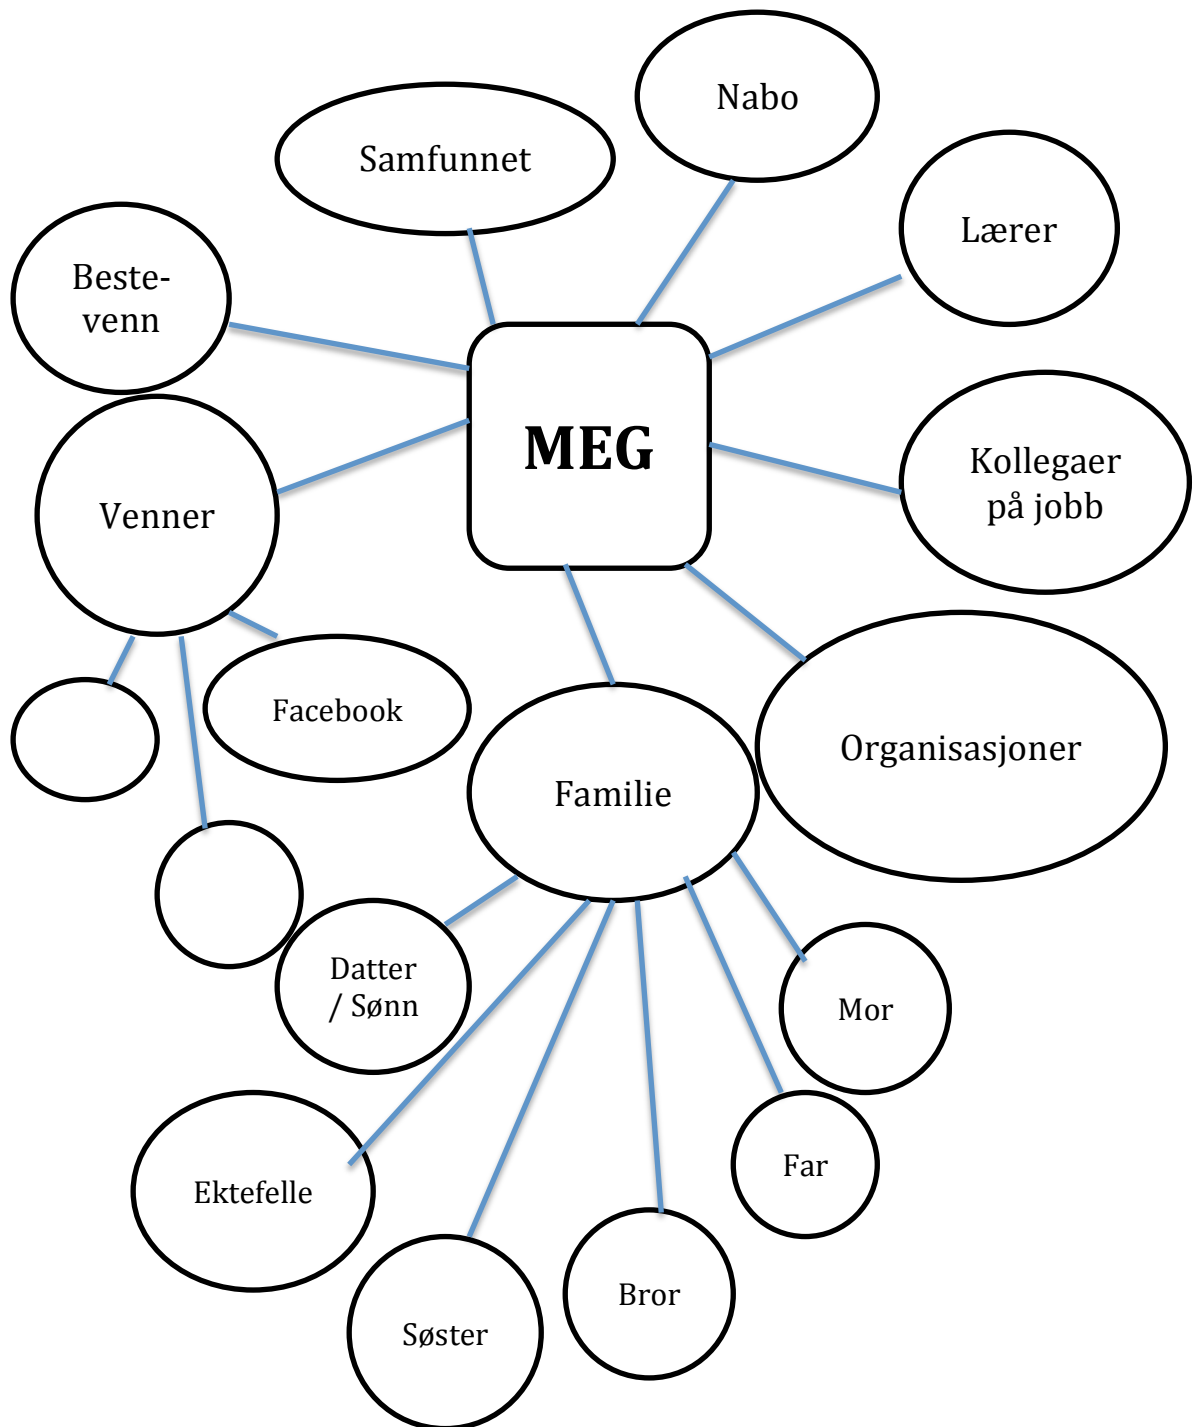 Nabo
Samfunnet
Lærer
Beste-
venn
MEG
Kollegaer
på jobb
Venner
Facebook
Organisasjoner
Familie
Datter
/ Sønn
Mor
Far
Ektefelle
Bror
Søster